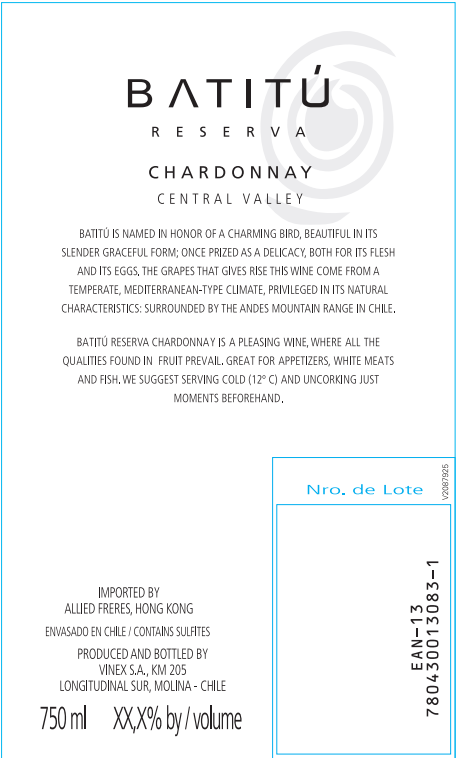 BATITÚ
RESERVA
CHARDONNAY
CENTRAL VALLEY
BATITÚ IS NAMED IN HONOR OF A CHARMING BIRD, BEAUTIFUL IN ITS
SLENDER GRACEFUL FORM; ONCE PRIZED AS A DELICACY, BOTH FOR ITS FLESH
AND ITS EGGS. THE GRAPES THAT GIVES RISE THIS WINE COME FROM A
TEMPERATE, MEDITERRANEAN-TYPE CLIMATE, PRIVILEGED IN ITS NATURAL
CHARACTERISTICS: SURROUNDED BY THE ANDES MOUNTAIN RANGE IN CHILE.
BATITÚ RESERVA CHARDONNAY IS A PLEASING WINE, WHERE ALL THE
QUALITIES FOUND IN FRUIT PREVAIL. GREAT FOR APPETIZERS, WHITE MEATS
AND FISH. WE SUGGEST SERVING COLD (12° C) AND UNCORKING JUST
MOMENTS BEFOREHAND.
Nro. de Lote
V2087925
EAN-13
780430013083-1
IMPORTED BY
ALLIED FRERES, HONG KONG
ENVASADO EN CHILE / CONTAINS SULFITES
PRODUCED AND BOTTLED BY
VINEX S.A., KM 205
LONGITUDINAL SUR, MOLINA - CHILE
750 ml XX,X% by / volume